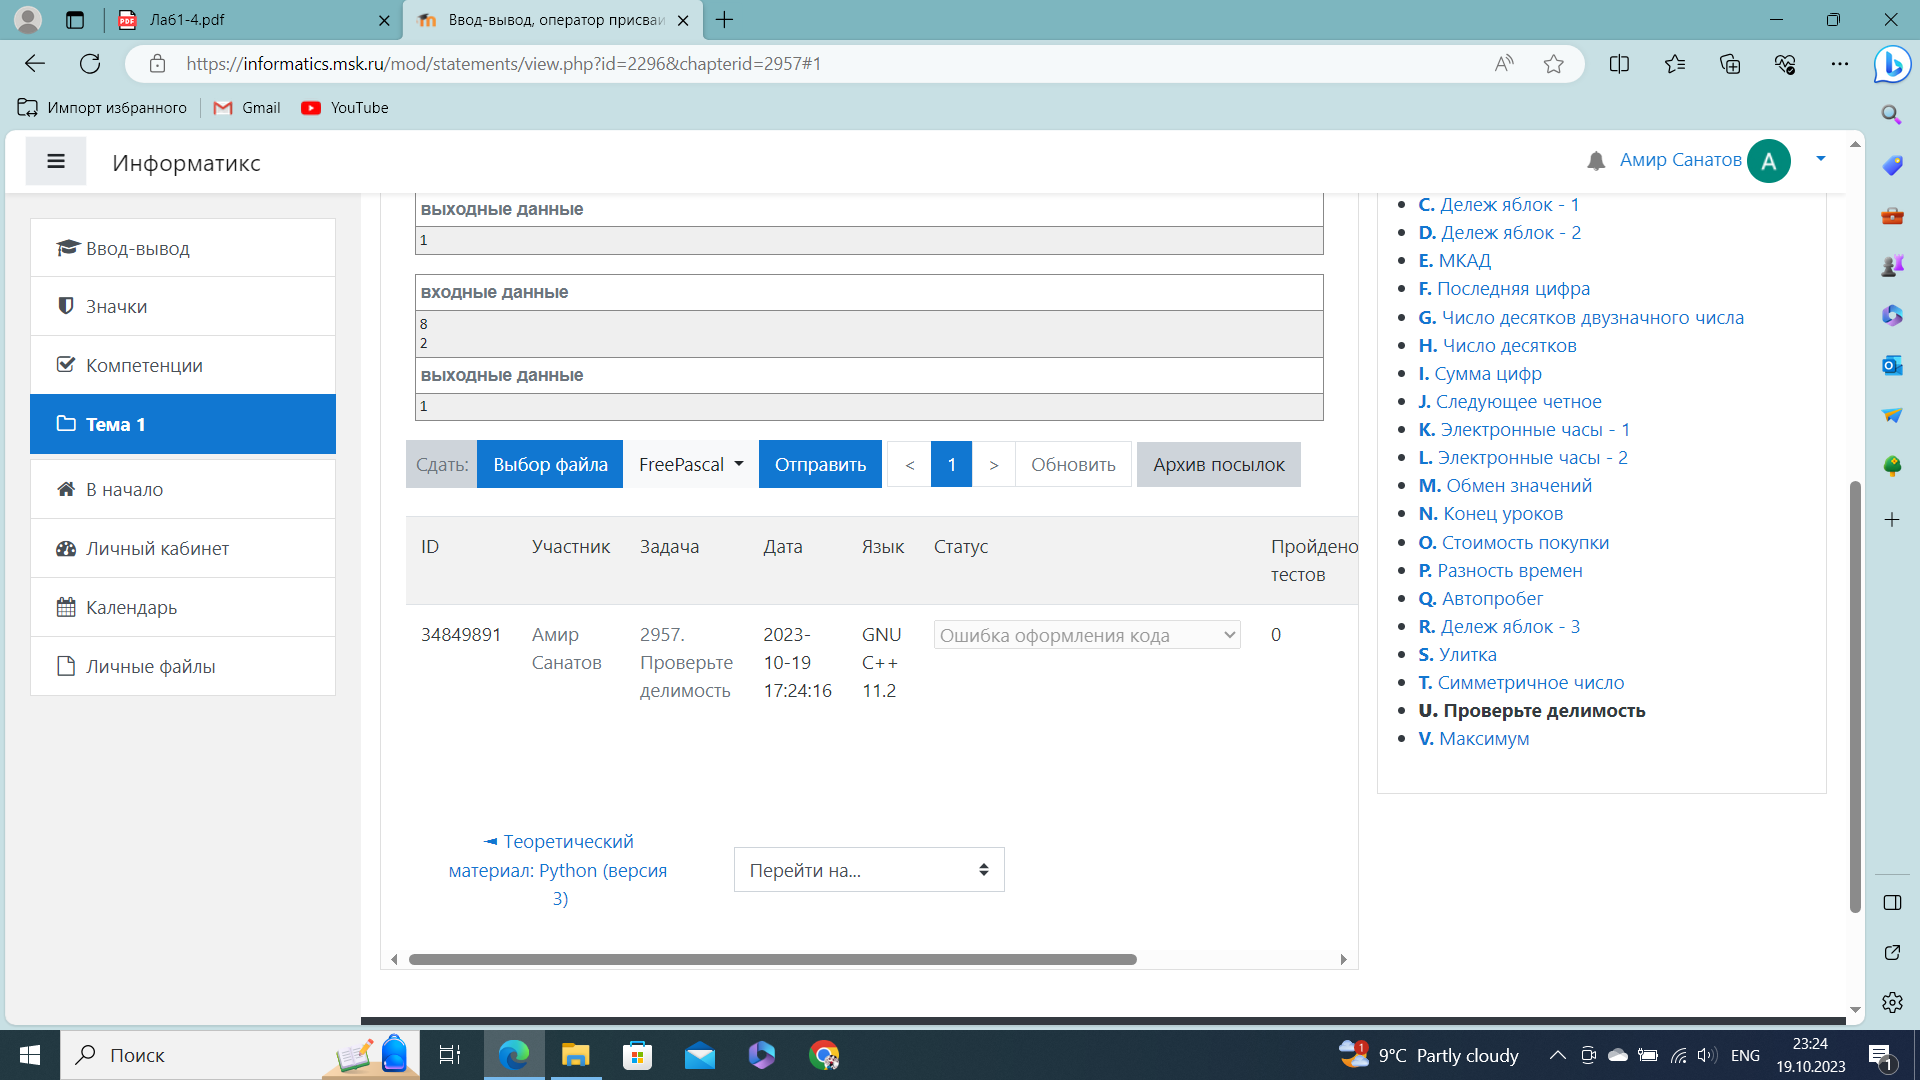 Ла61-4.pdf
Ввод-вывод, оператор присваи
https://informatics.msk.ru/mod/statements/view.php?id=2296&chapterid=2957#1
Импорт избранного
Gmail
YouTube
Информатикс
Амир Санатов
А
Ввод-вывод
Значки
Компетенции
Тема 1
В начало
Личный кабинет
Календарь
Личные файлы
выходные данные
1
входные данные
8
2
выходные данные
1
Сдать:
Выбор файла
FreePascal
Отправить
<
1
>
Обновить
Архив посылок
ID
Участник
Задача
Дата
Язык
Статус
Пройдено
тестов
34849891
Амир
Санатов
2957.
Проверьте
делимость
2023-
10-19
17:24:16
GNU
C++
11.2
Ошибка оформления кода
0
◄ Теоретический
материал: Python (версия
3)
Перейти на...
C. Дележ яблок - 1
D. Дележ яблок - 2
E. МКАД
F. Последняя цифра
G. Число десятков двузначного числа
H. Число десятков
I. Сумма цифр
J. Следующее четное
K. Электронные часы - 1
L. Электронные часы - 2
M. Обмен значений
N. Конец уроков
O. Стоимость покупки
P. Разность времен
Q. Автопробег
R. Дележ яблок - 3
S. Улитка
T. Симметричное число
U. Проверьте делимость
V. Максимум
Поиск
1
9°C Partly cloudy
ENG
23:24
19.10.2023
1